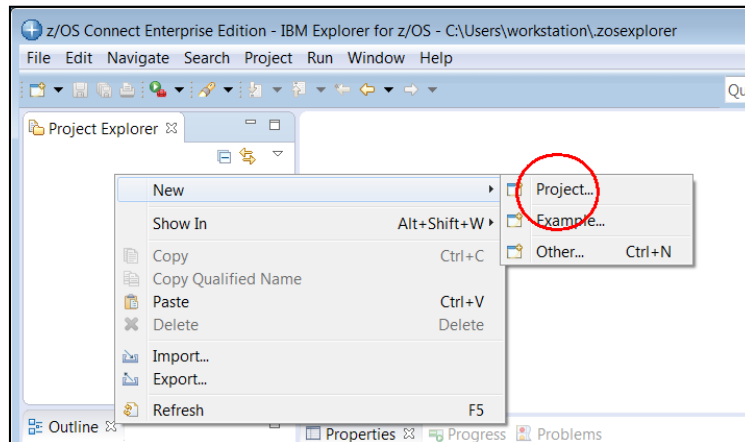 z/OS Connect Enterprise Edition - IBM Explorer for z/OS - C:\Users\workstation\.zosexplorer
File Edit Navigate Search Project Run Window Help
Qu
Project Explorer
New
Project...
Show In Alt+Shift+W
Example...
Copy Ctrl+C
Other... Ctrl+N
Copy Qualified Name
Paste Ctrl+V
Delete Delete
Import...
Export...
Refresh F5
Outline
Properties Progress Problems